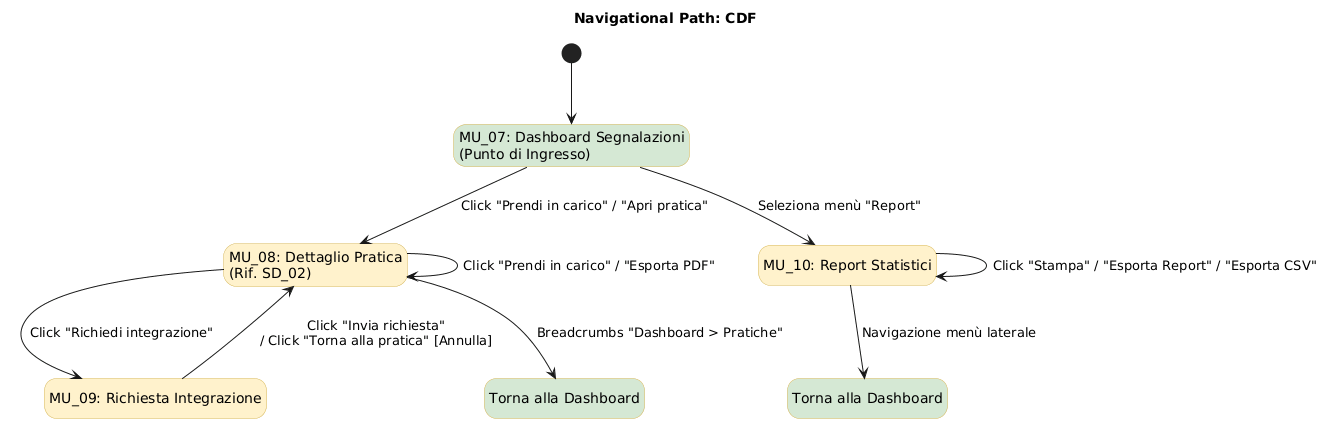 Navigational Path: CDF
MU_07: Dashboard Segnalazioni
(Punto di Ingresso)
Click "Prendi in carico" / "Apri pratica"
Seleziona menù "Report"
MU_08: Dettaglio Pratica
(Rif. SD_02)
Click "Prendi in carico" / "Esporta PDF"
MU_10: Report Statistici
Click "Stampa" / "Esporta Report" / "Esporta CSV"
Click "Richiedi integrazione"
Click "Invia richiesta"
/ Click "Torna alla pratica" [Annulla]
Breadcrumbs "Dashboard > Pratiche"
Navigazione menù laterale
MU_09: Richiesta Integrazione
Torna alla Dashboard
Torna alla Dashboard